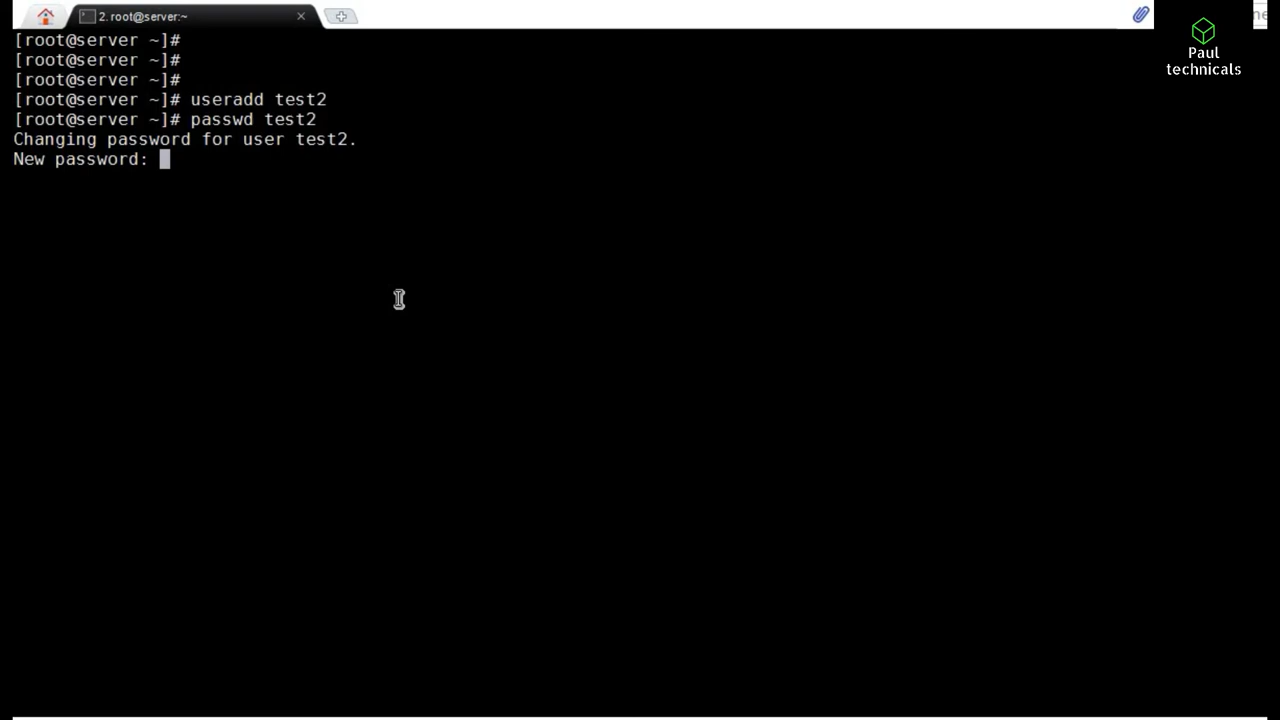 2. root@server:~
Paul
technicals
[root@server ~]#
[root@server ~]#
[root@server ~]#
[root@server ~]# useradd test2
[root@server ~]# passwd test2
Changing password for user test2.
New password: